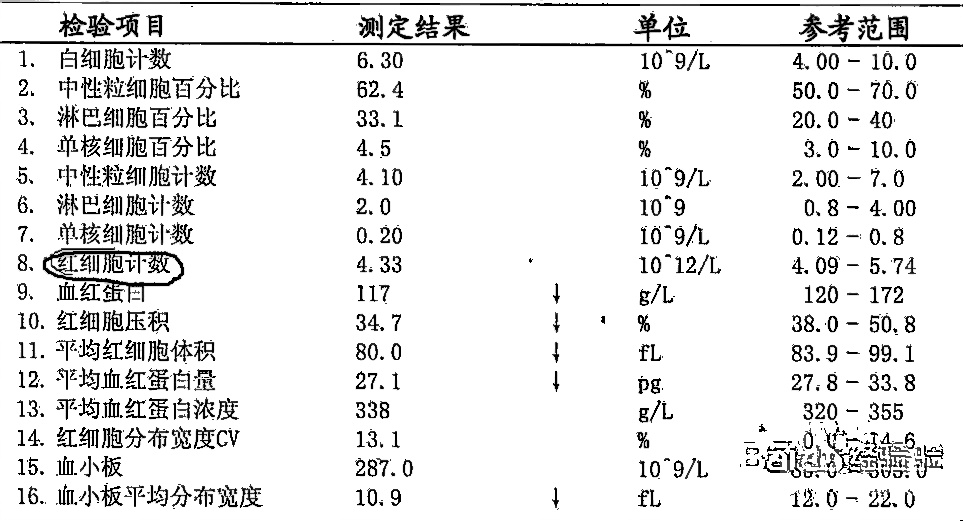 检验项目 测定结果 单位 参考范围
1. 白细胞计数 6.30 10^9/L 4.00-10.0
2. 中性粒细胞百分比 62.4 % 50.0-70.0
3. 淋巴细胞百分比 33.1 % 20.0-40
4. 单核细胞百分比 4.5 % 3.0-10.0
5、 中性粒细胞计数 4.10 10^9/L 2.00-7.0
6. 淋巴细胞计数 2.0 10^9 0.8-4.00
7. 单核细胞计数 0.20 10^9/L 0.12-0.8
8. 红细胞计数 4.33 10^12/L 4.09-5.74
9. 血红蛋白 117 ↓ g/L 120-172
10. 红细胞压积 34.7 ↓ % 38.0-50.8
11. 平均红细胞体积 80.0 ↓ fL 83.9-99.1
12. 平均血红蛋白量 27.1 ↓ pg 27.8-33.8
13. 平均血红蛋白浓度 338 g/L 320-355
14. 红细胞分布宽度CV 13.1 % 14.6
15. 血小板 287.0 10^9/L
16. 血小板平均分布宽度 10.9 ↓ fL 12.0-22.0
Baidu经验